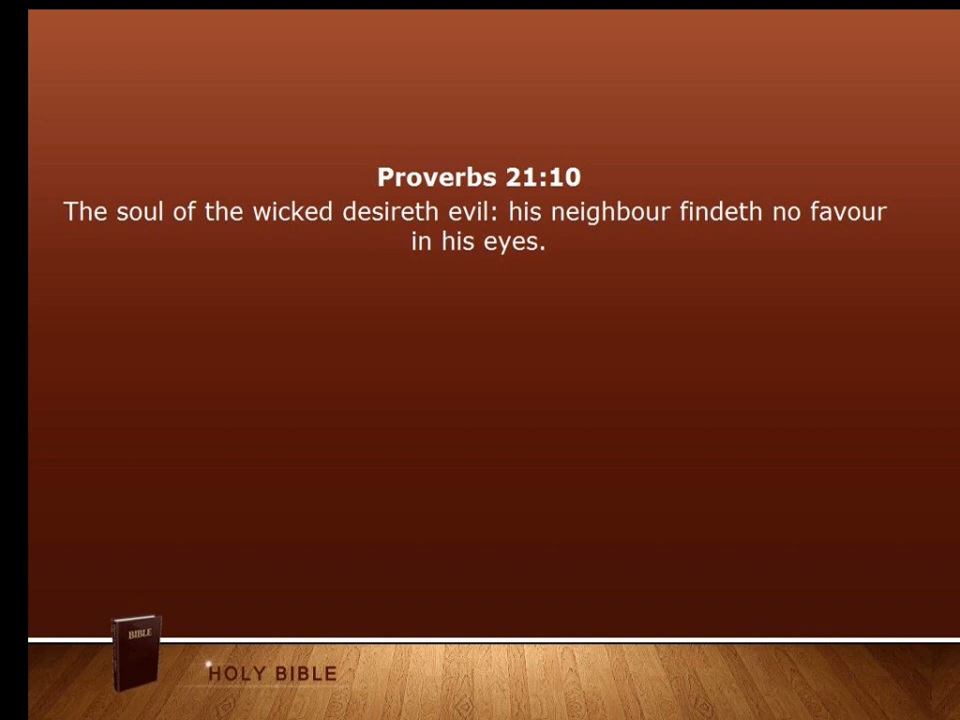 Proverbs 21:10
The soul of the wicked desireth evil: his neighbour findeth no favour
in his eyes.
BIBLE
HOLY BIBLE